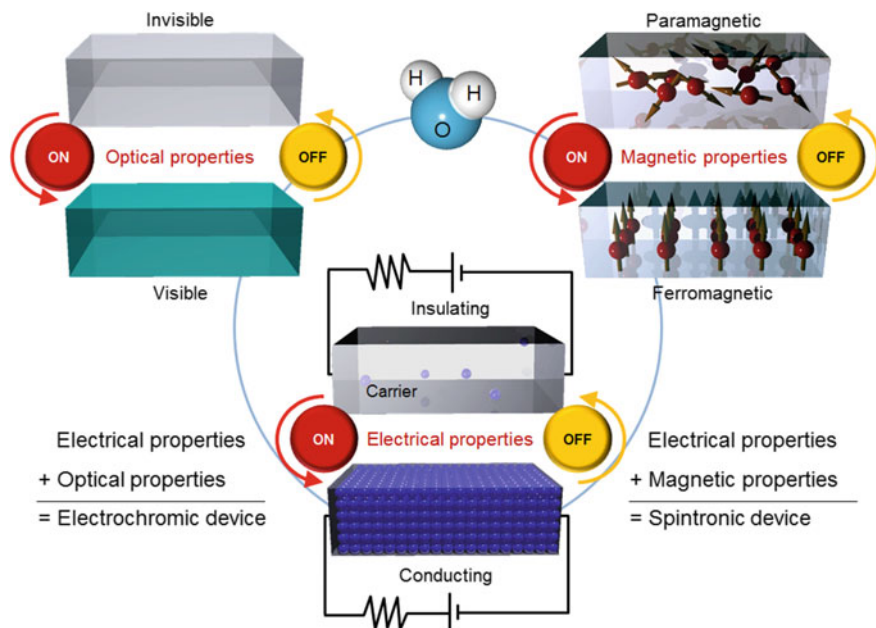 Invisible
ON
Optical properties
OFF
Visible
H
H
O
Paramagnetic
ON
Magnetic properties
OFF
Ferromagnetic
Insulating
Carrier
ON
Electrical properties
OFF
Conducting
Electrical properties
+ Optical properties
= Electrochromic device
Electrical properties
+ Magnetic properties
= Spintronic device